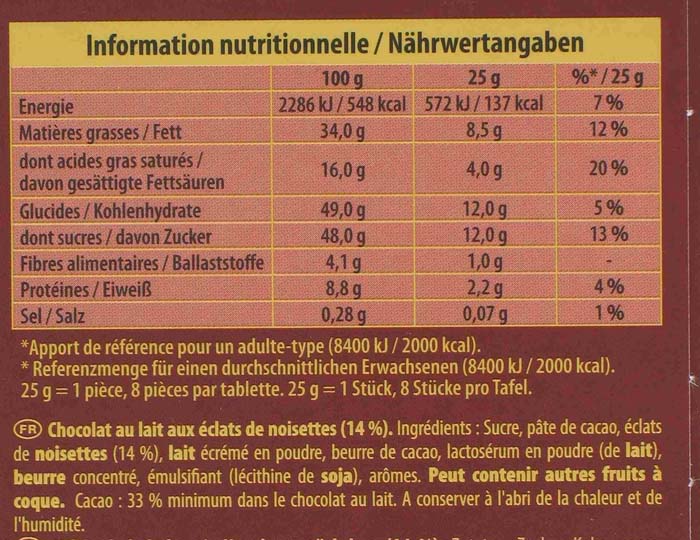 Information nutritionnelle / Nährwertangaben
100 g 25 g %* / 25 g
Energie 2286 kJ / 548 kcal 572 kJ / 137 kcal 7 %
Matières grasses / Fett 34,0 g 8,5 g 12 %
dont acides gras saturés /
davon gesättigte Fettsäuren 16,0 g 4,0 g 20 %
Glucides / Kohlenhydrate 49,0 g 12,0 g 5 %
dont sucres / davon Zucker 48,0 g 12,0 g 13 %
Fibres alimentaires / Ballaststoffe 4,1 g 1,0 g -
Protéines / Eiweiß 8,8 g 2,2 g 4 %
Sel / Salz 0,28 g 0,07 g 1 %
*Apport de référence pour un adulte-type (8400 kJ / 2000 kcal).
* Referenzmenge für einen durchschnittlichen Erwachsenen (8400 kJ / 2000 kcal).
25 g = 1 pièce, 8 pièces par tablette. 25 g = 1 Stück, 8 Stücke pro Tafel.
FR Chocolat au lait aux éclats de noisettes (14 %). Ingrédients : Sucre, pâte de cacao, éclats
de noisettes (14 %), lait écrémé en poudre, beurre de cacao, lactosérum en poudre (de lait),
beurre concentré, émulsifiant (lécithine de soja), arômes. Peut contenir autres fruits à
coque. Cacao : 33 % minimum dans le chocolat au lait. A conserver à l'abri de la chaleur et de
l'humidité.